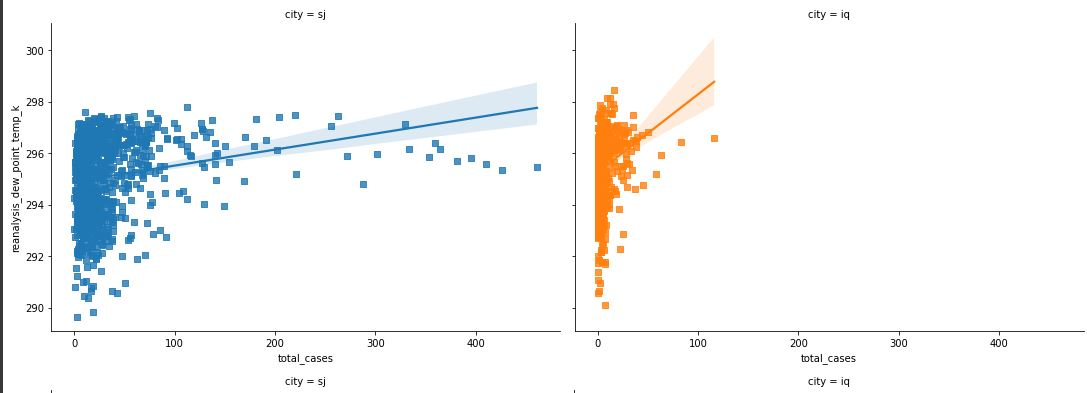 city = sj
city = iq
reanalysis_dew_point_temp_k
300
298
296
294
292
290
0 100 200 300 400
0 100 200 300 400
total_cases
total_cases
city = sj
city = iq